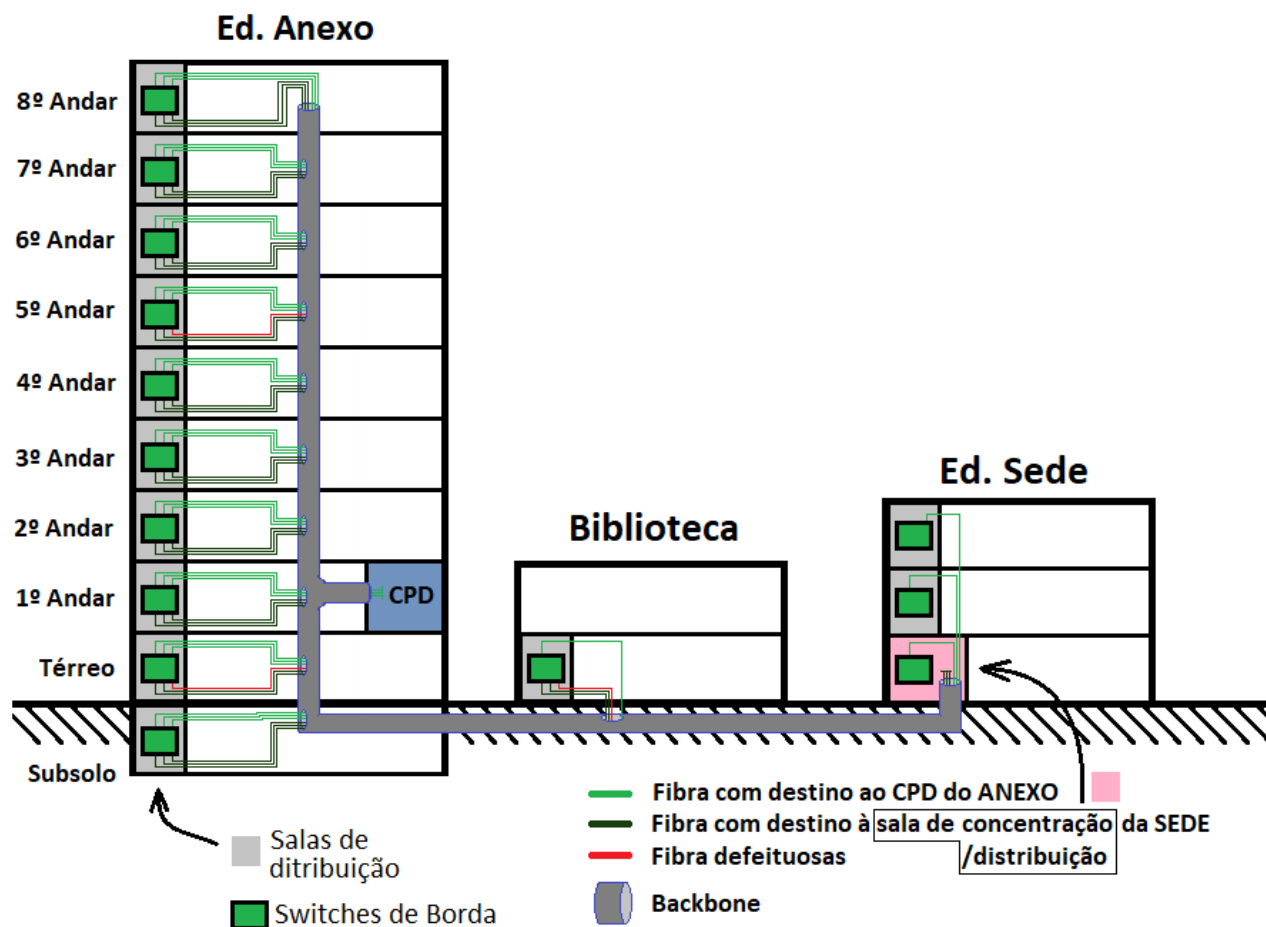 Ed. Anexo
8º Andar
7º Andar
6º Andar
5º Andar
4º Andar
3º Andar
2º Andar
1º Andar
CPD
Térreo
Subsolo
Biblioteca
Ed. Sede
Salas de
ditribuição
Switches de Borda
Fibra com destino ao CPD do ANEXO
Fibra com destino à sala de concentração da SEDE
/distribuição
Fibra defeituosas
Backbone